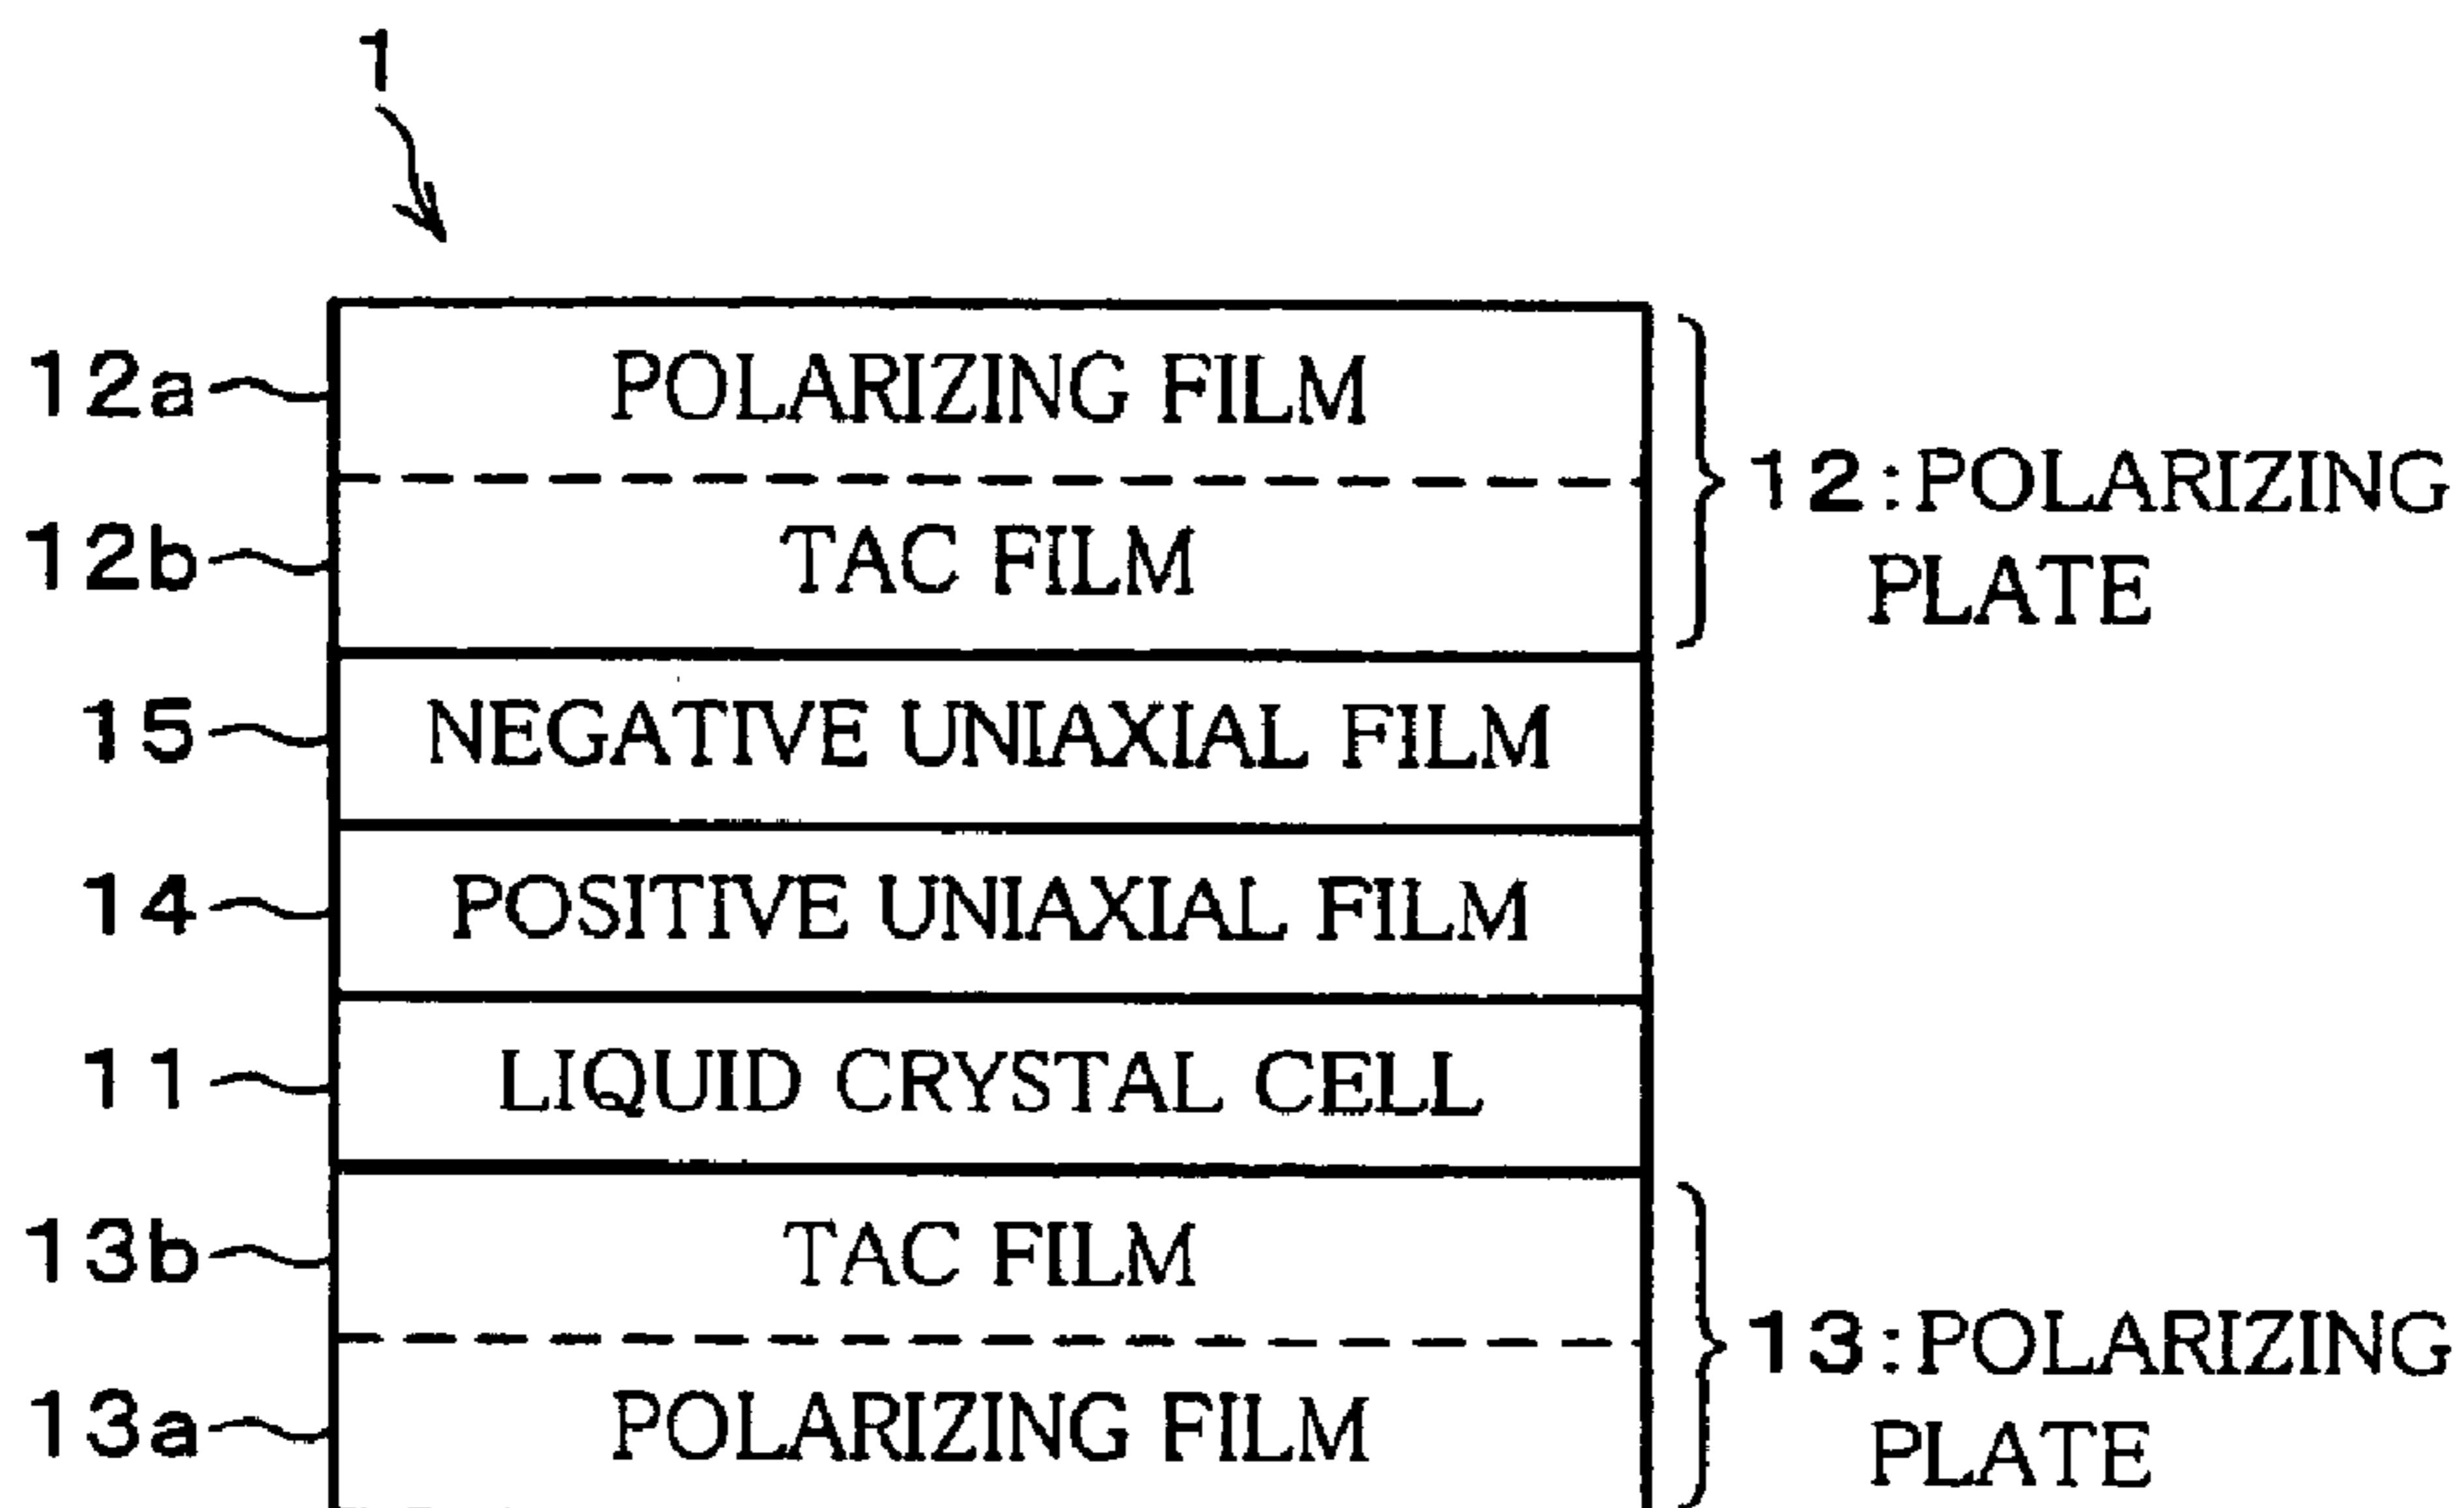 1
12a POLARIZING FILM
12:POLARIZING
PLATE
12b TAC FILM
15 NEGATIVE UNIAXIAL FILM
14 POSITIVE UNIAXIAL FILM
11 LIQUID CRYSTAL CELL
13b TAC FILM
13:POLARIZING
PLATE
13a POLARIZING FILM